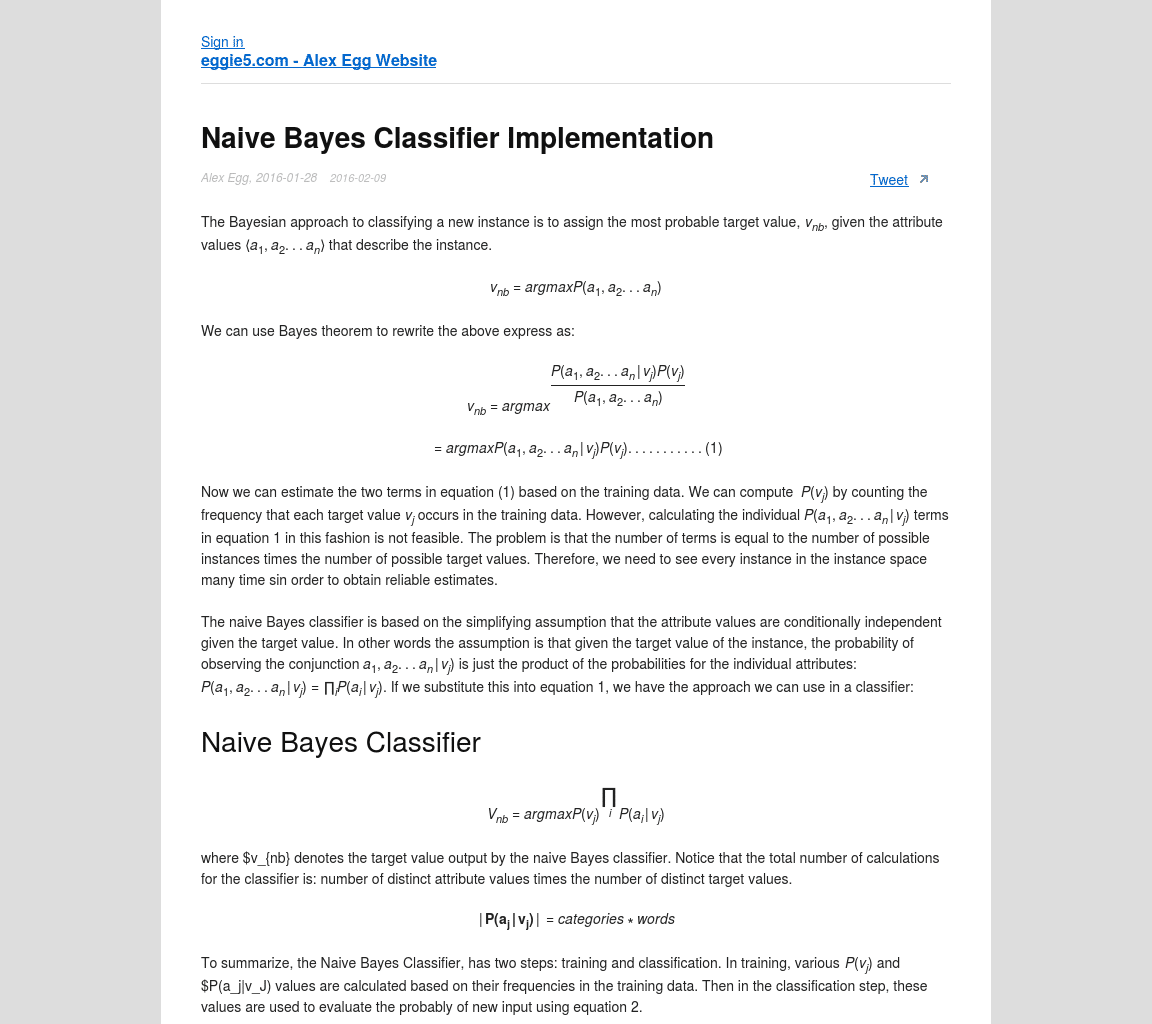 Sign in
eggie5.com - Alex Egg Website
Naive Bayes Classifier Implementation
Alex Egg, 2016-01-28 2016-02-09
Tweet
The Bayesian approach to classifying a new instance is to assign the most probable target value, v_nb, given the attribute
values ⟨a_1, a_2. . . a_n⟩ that describe the instance.
v_nb = argmaxP(a_1, a_2. . . a_n)
We can use Bayes theorem to rewrite the above express as:
P(a_1, a_2. . . a_n | v_j)P(v_j)
v_nb = argmax
P(a_1, a_2. . . a_n)
= argmaxP(a_1, a_2. . . a_n | v_j)P(v_j). . . . . . . . . . . (1)
Now we can estimate the two terms in equation (1) based on the training data. We can compute P(v_j) by counting the
frequency that each target value v_j occurs in the training data. However, calculating the individual P(a_1, a_2. . . a_n | v_j) terms
in equation 1 in this fashion is not feasible. The problem is that the number of terms is equal to the number of possible
instances times the number of possible target values. Therefore, we need to see every instance in the instance space
many time sin order to obtain reliable estimates.
The naive Bayes classifier is based on the simplifying assumption that the attribute values are conditionally independent
given the target value. In other words the assumption is that given the target value of the instance, the probability of
observing the conjunction a_1, a_2. . . a_n | v_j) is just the product of the probabilities for the individual attributes:
P(a_1, a_2. . . a_n | v_j) = ∏_iP(a_i | v_j). If we substitute this into equation 1, we have the approach we can use in a classifier:
Naive Bayes Classifier
V_nb = argmaxP(v_j) ∏_i P(a_i | v_j)
where $v_{nb} denotes the target value output by the naive Bayes classifier. Notice that the total number of calculations
for the classifier is: number of distinct attribute values times the number of distinct target values.
| P(a_j | v_j) | = categories ⋆ words
To summarize, the Naive Bayes Classifier, has two steps: training and classification. In training, various P(v_j) and
$P(a_j|v_J) values are calculated based on their frequencies in the training data. Then in the classification step, these
values are used to evaluate the probably of new input using equation 2.